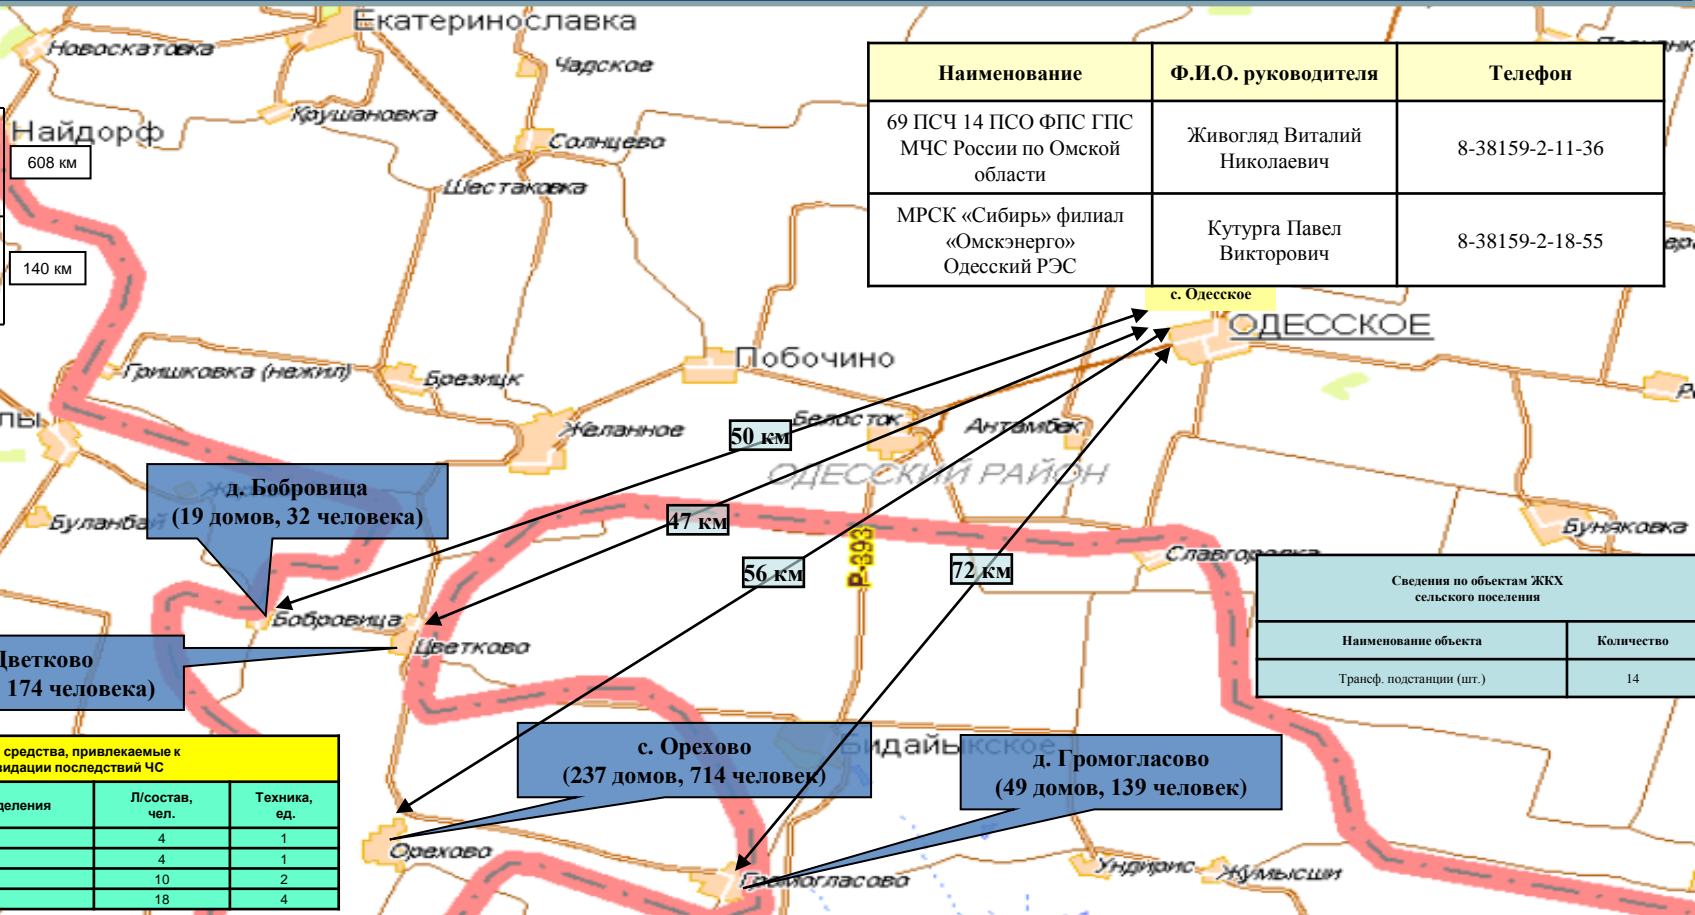 Екатеринославка
Новоскатовка
Чадское
Крушановка
Найдорф
608 км
Солнцево
Шестаковка
140 км
Наименование
Ф.И.О. руководителя
Телефон
69 ПСЧ 14 ПСО ФПС ГПС
МЧС России по Омской
области
Живогляд Виталий
Николаевич
8-38159-2-11-36
МРСК «Сибирь» филиал
«Омскэнерго»
Одесский РЭС
Кутурга Павел
Викторович
8-38159-2-18-55
с. Одесское
ОДЕССКОЕ
Побочино
Гришковка (нежил)
Брезицк
Желанное
Белосток
Антамбек
50 км
ОДЕССКИЙ РАЙОН
д. Бобровица
(19 домов, 32 человека)
Буланбай
47 км
Р-393
56 км
72 км
Буняковка
Славгородка
Сведения по объектам ЖКХ
сельского поселения
Наименование объекта
Количество
Трансф. подстанции (шт.)
14
Бобровица
Цветково
Цветково
174 человека)
с. Орехово
(237 домов, 714 человек)
Бидайыкское
д. Громогласово
(49 домов, 139 человек)
средства, привлекаемые к
видации последствий ЧС
деления
Л/состав,
чел.
Техника,
ед.
4
1
4
1
10
2
18
4
Орехово
Громогласово
Ундирис
Жумысши